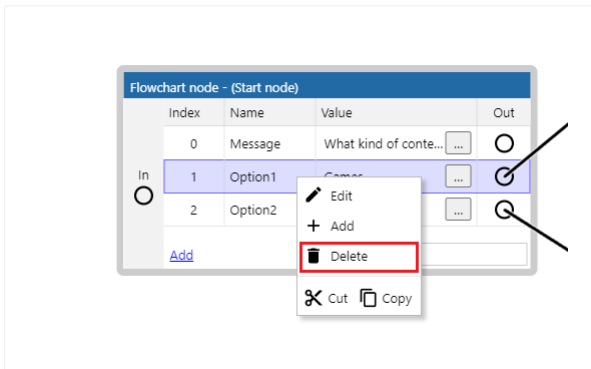 Flowchart node - (Start node)
Index Name Value Out
0 Message What kind of conte... ...
In
1 Option1 Games ...
2 Option2 ...
Edit
Add
Delete
Cut Copy
Add